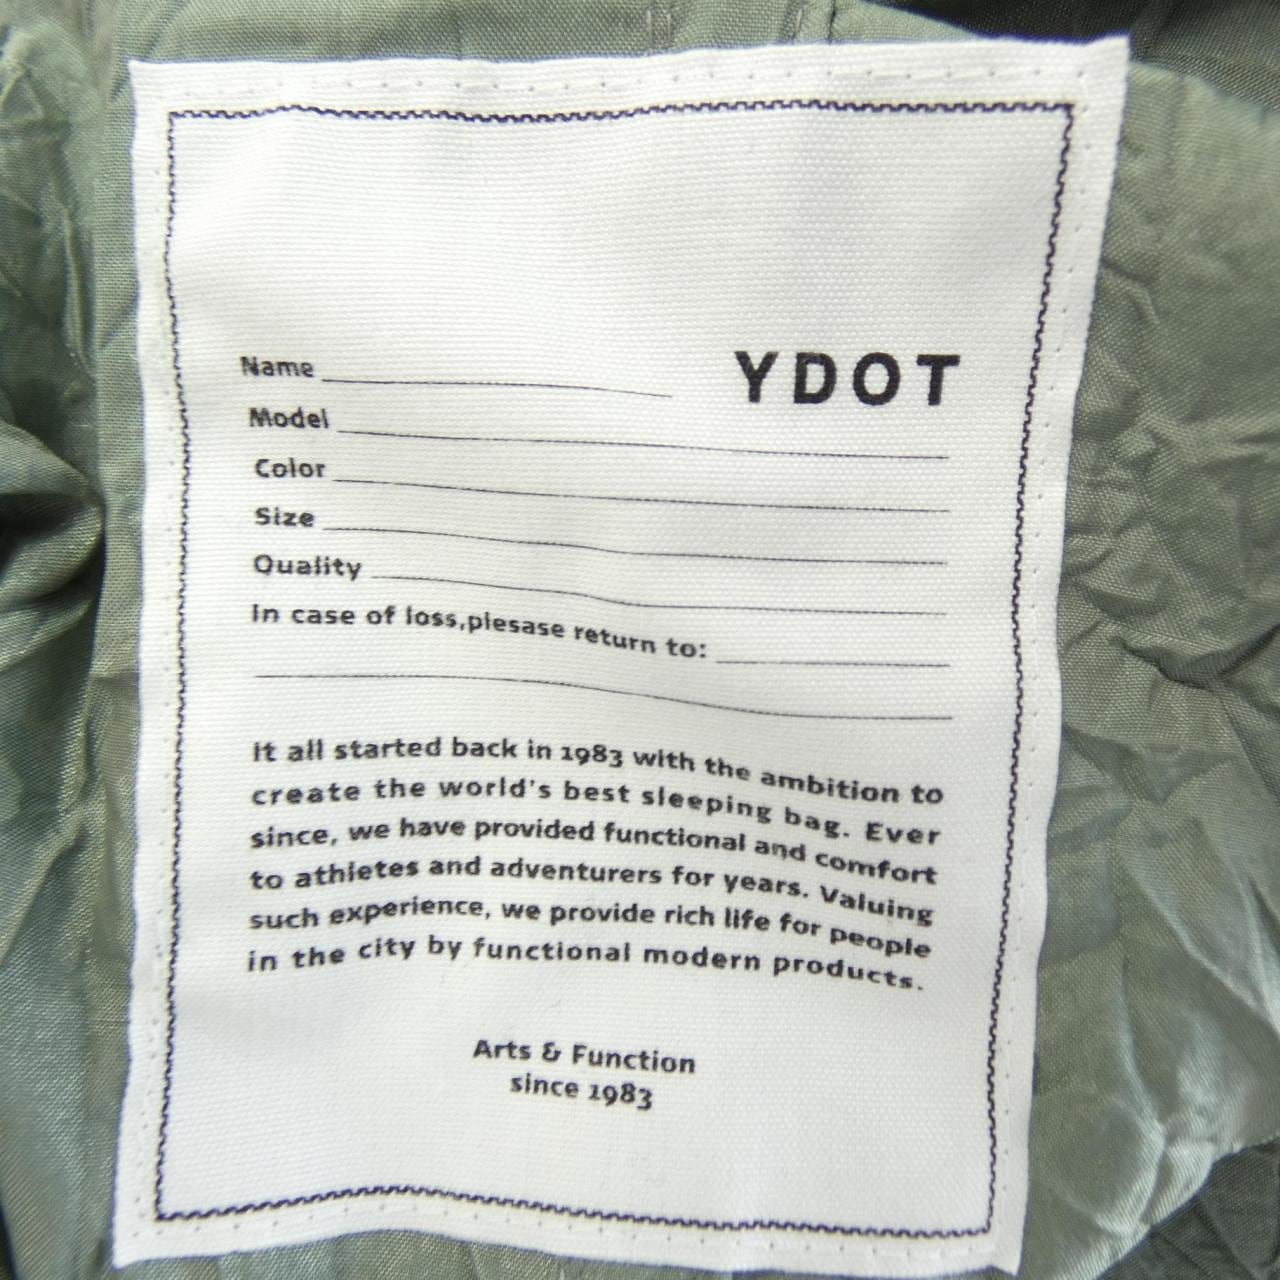 Name
YDOT
Model
Color
Size
Quality
In case of loss,plesase return to:
It all started back in 1983 with the ambition to
create the world's best sleeping bag. Ever
since, we have provided functional and comfort
to athletes and adventurers for years. Valuing
such experience, we provide rich life for people
in the city by functional modern products.
Arts & Function
since 1983